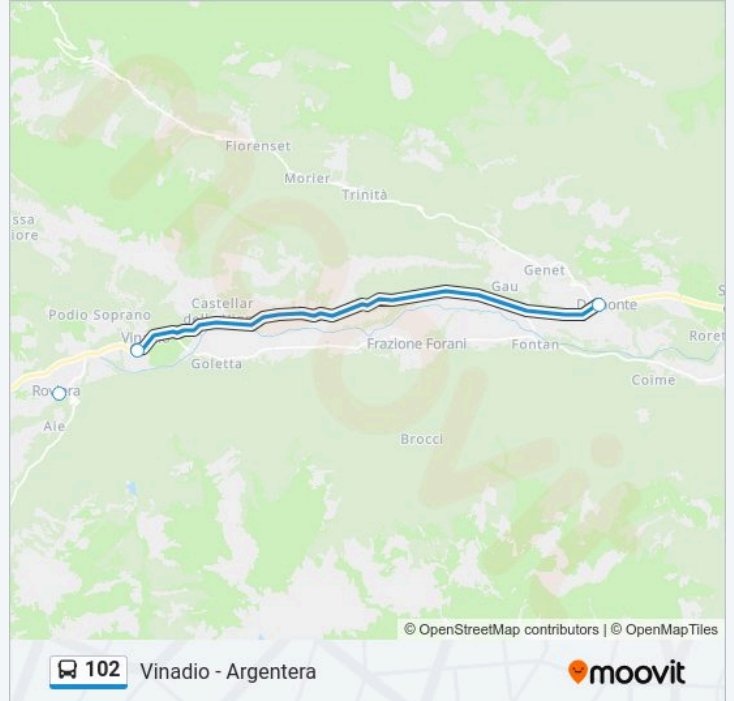 Fiorenset
Morier
Trinità
ssa
iore
Genet
Gau
Castellar
Podio Soprano
Frazione Forani
Fontan
Goletta
Coime
Aie
Brocci
© OpenStreetMap contributors | © OpenMapTiles
102 Vinadio - Argentera
moovit